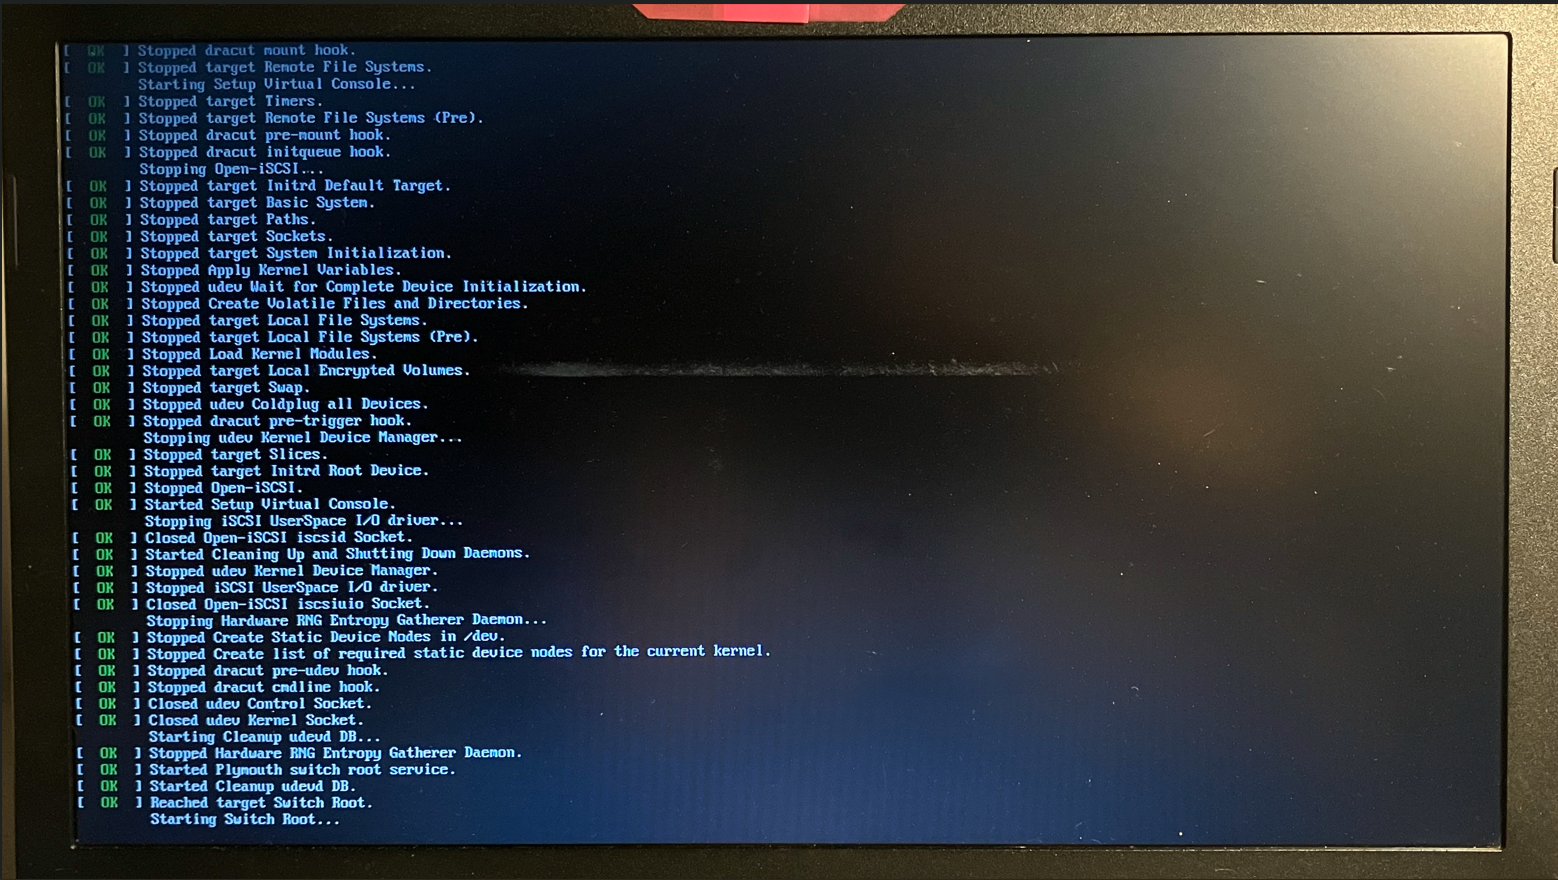 [ OK ] Stopped dracut mount hook.
[ OK ] Stopped target Remote File Systems.
Starting Setup Virtual Console...
[ OK ] Stopped target Timers.
[ OK ] Stopped target Remote File Systems (Pre).
[ OK ] Stopped dracut pre-mount hook.
[ OK ] Stopped dracut initqueue hook.
Stopping Open-iSCSI...
[ OK ] Stopped target Initrd Default Target.
[ OK ] Stopped target Basic System.
[ OK ] Stopped target Paths.
[ OK ] Stopped target Sockets.
[ OK ] Stopped target System Initialization.
[ OK ] Stopped Apply Kernel Variables.
[ OK ] Stopped udev Wait for Complete Device Initialization.
[ OK ] Stopped Create Volatile Files and Directories.
[ OK ] Stopped target Local File Systems.
[ OK ] Stopped target Local File Systems (Pre).
[ OK ] Stopped Load Kernel Modules.
[ OK ] Stopped target Local Encrypted Volumes.
[ OK ] Stopped target Swap.
[ OK ] Stopped udev Coldplug all Devices.
[ OK ] Stopped dracut pre-trigger hook.
Stopping udev Kernel Device Manager...
[ OK ] Stopped target Slices.
[ OK ] Stopped target Initrd Root Device.
[ OK ] Stopped Open-iSCSI.
[ OK ] Started Setup Virtual Console.
Stopping iSCSI UserSpace I/O driver...
[ OK ] Closed Open-iSCSI iscsid Socket.
[ OK ] Started Cleaning Up and Shutting Down Daemons.
[ OK ] Stopped udev Kernel Device Manager.
[ OK ] Stopped iSCSI UserSpace I/O driver.
[ OK ] Closed Open-iSCSI iscsiuio Socket.
Stopping Hardware RNG Entropy Gatherer Daemon...
[ OK ] Stopped Create Static Device Nodes in /dev.
[ OK ] Stopped Create list of required static device nodes for the current kernel.
[ OK ] Stopped dracut pre-udev hook.
[ OK ] Stopped dracut cmdline hook.
[ OK ] Closed udev Control Socket.
[ OK ] Closed udev Kernel Socket.
Starting Cleanup udevd DB...
[ OK ] Stopped Hardware RNG Entropy Gatherer Daemon.
[ OK ] Started Plymouth switch root service.
[ OK ] Started Cleanup udevd DB.
[ OK ] Reached target Switch Root.
Starting Switch Root...